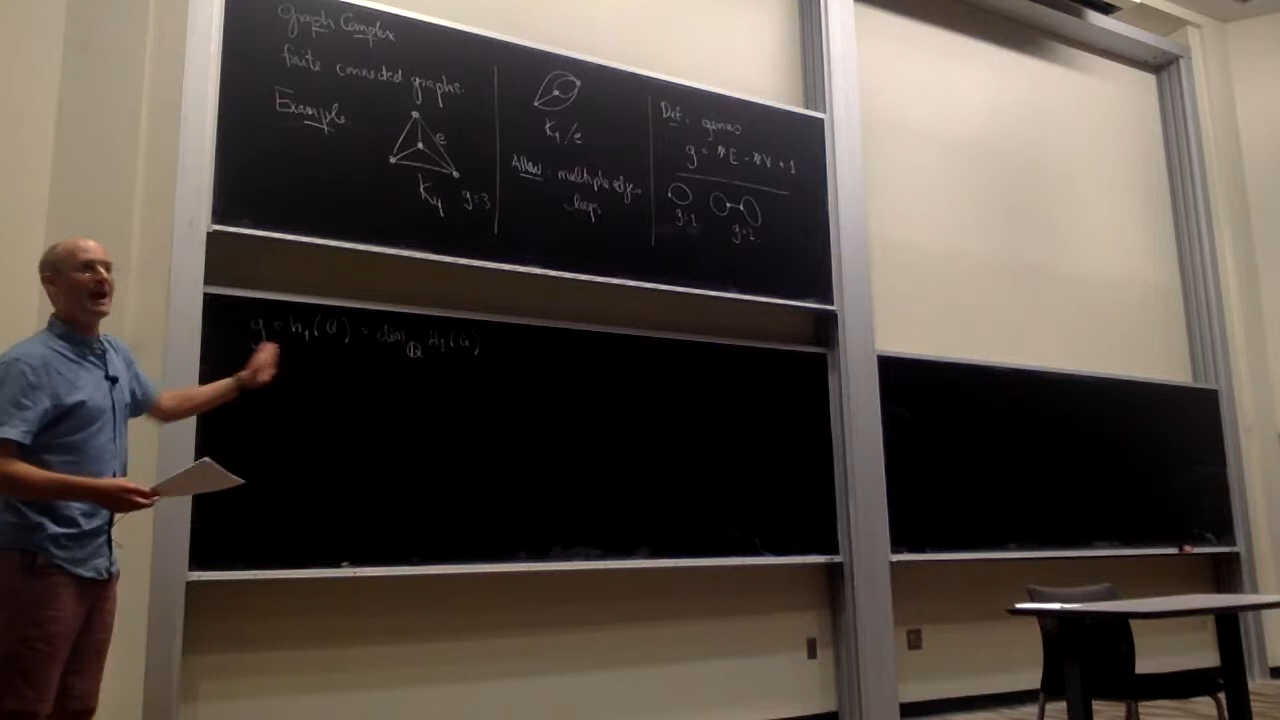 Graph Complex
finite connected graphs.
Example
e
K4 g=3
K4/e
Allow: multiple edges
loops
Def. genus
g = #E - #V + 1
g=1
g=2.
g = h1(G) = dim_Q H1(G)